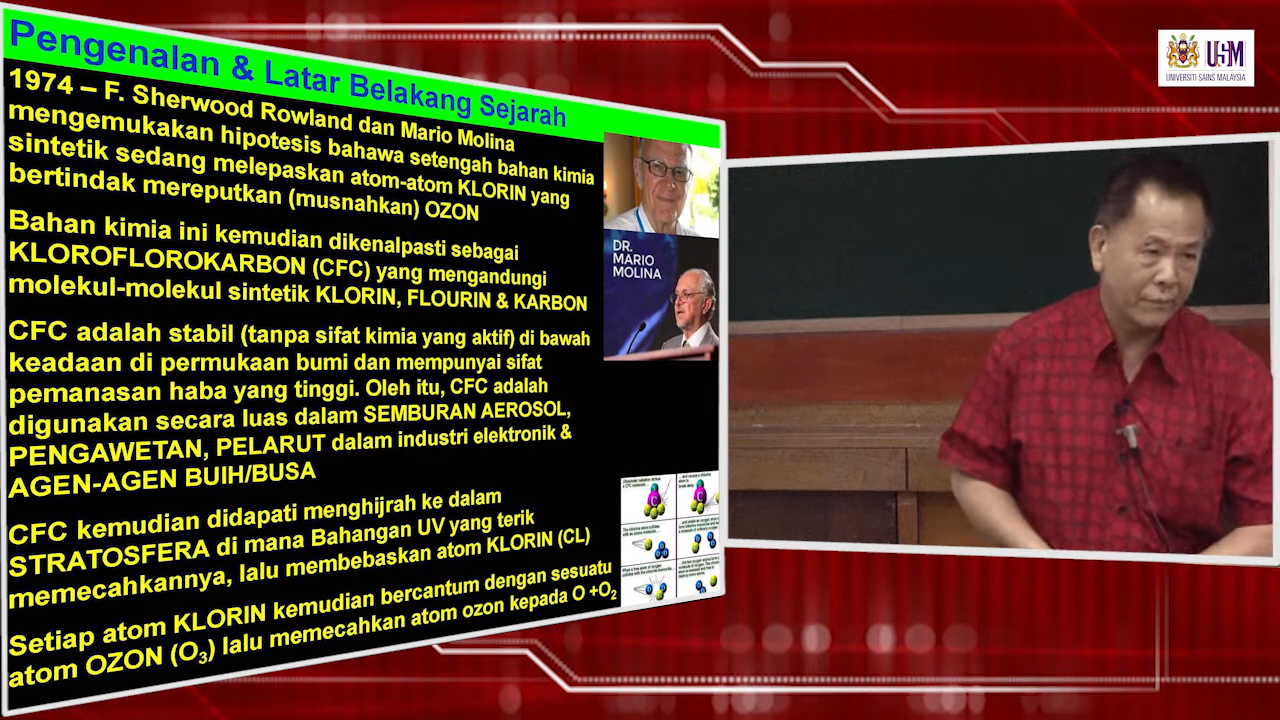 Pengenalan & Latar Belakang Sejarah
1974 – F. Sherwood Rowland dan Mario Molina
mengemukakan hipotesis bahawa setengah bahan kimia
sintetik sedang melepaskan atom-atom KLORIN yang
bertindak mereputkan (musnahkan) OZON
Bahan kimia ini kemudian dikenalpasti sebagai
KLOROFLOROKARBON (CFC) yang mengandungi
molekul-molekul sintetik KLORIN, FLOURIN & KARBON
CFC adalah stabil (tanpa sifat kimia yang aktif) di bawah
keadaan di permukaan bumi dan mempunyai sifat
pemanasan haba yang tinggi. Oleh itu, CFC adalah
digunakan secara luas dalam SEMBURAN AEROSOL,
PENGAWETAN, PELARUT dalam industri elektronik &
AGEN-AGEN BUIH/BUSA
CFC kemudian didapati menghijrah ke dalam
STRATOSFERA di mana Bahangan UV yang terik
memecahkannya, lalu membebaskan atom KLORIN (CL)
Setiap atom KLORIN kemudian bercantum dengan sesuatu
atom OZON (O3) lalu memecahkan atom ozon kepada O +O2
DR.
MARIO
MOLINA
USM
UNIVERSITI SAINS MALAYSIA